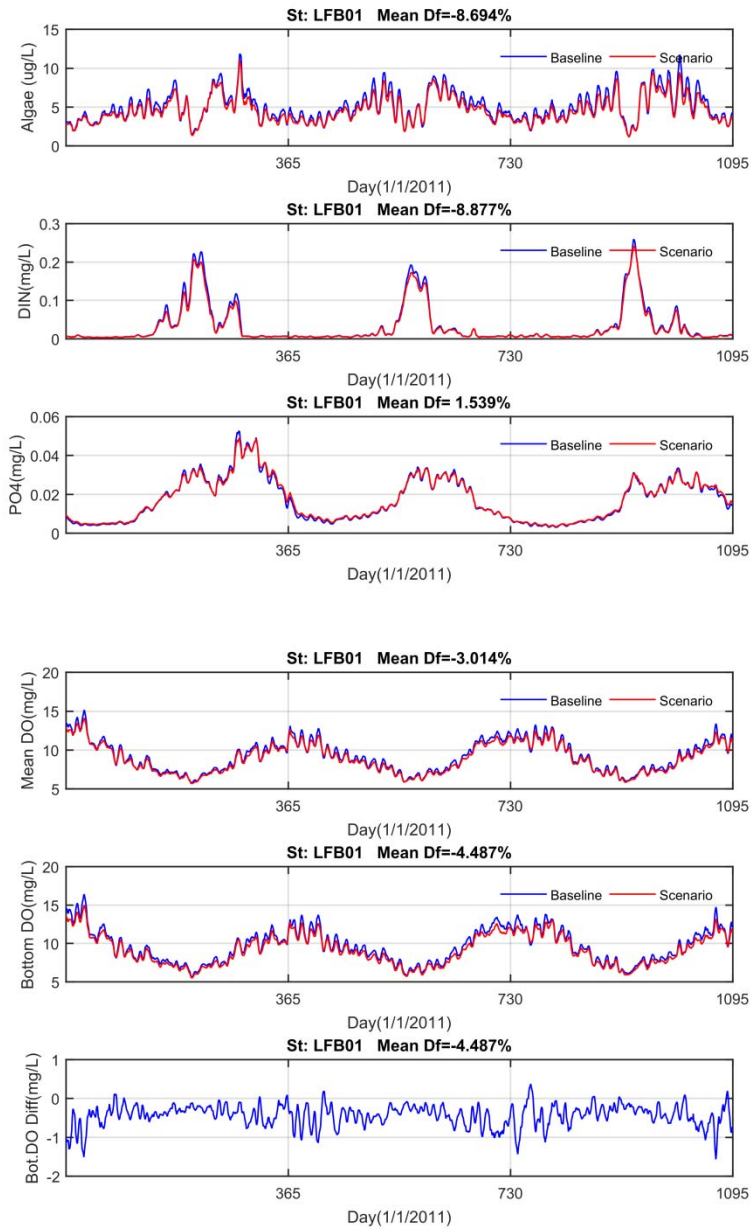 St: LFB01 Mean Df=-8.694%
15
10
5
0
Algae (ug/L)
Baseline
Scenario
365
730
1095
Day(1/1/2011)
St: LFB01 Mean Df=-8.877%
0.3
0.2
0.1
0
DIN(mg/L)
Baseline
Scenario
365
730
1095
Day(1/1/2011)
St: LFB01 Mean Df= 1.539%
0.06
0.04
0.02
0
PO4(mg/L)
Baseline
Scenario
365
730
1095
Day(1/1/2011)
St: LFB01 Mean Df=-3.014%
20
15
10
5
Mean DO(mg/L)
Baseline
Scenario
365
730
1095
Day(1/1/2011)
St: LFB01 Mean Df=-4.487%
20
15
10
5
Bottom DO(mg/L)
Baseline
Scenario
365
730
1095
Day(1/1/2011)
St: LFB01 Mean Df=-4.487%
1
0
-1
-2
Bot.DO Diff(mg/L)
365
730
1095
Day(1/1/2011)